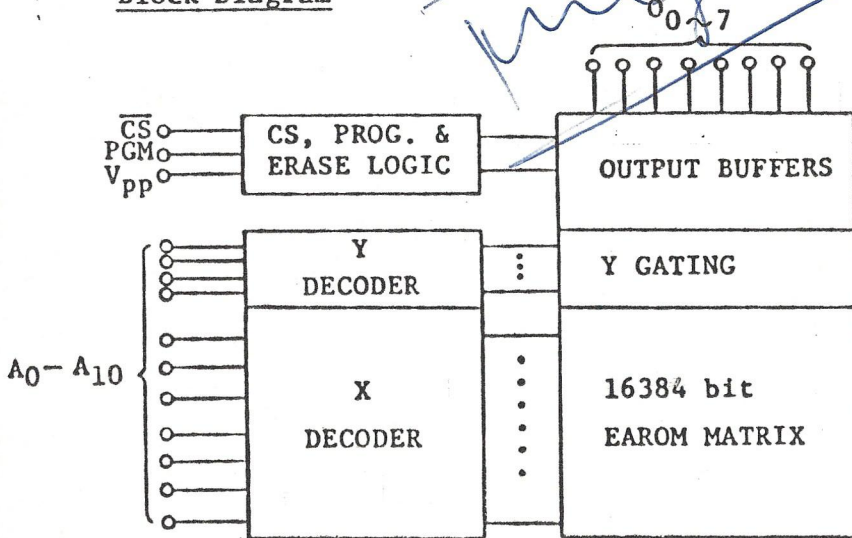 Block Diagram
O0~7
CS
PGM
Vpp
CS, PROG. &
ERASE LOGIC
OUTPUT BUFFERS
Y
DECODER
Y GATING
A0-A10
X
DECODER
16384 bit
EAROM MATRIX